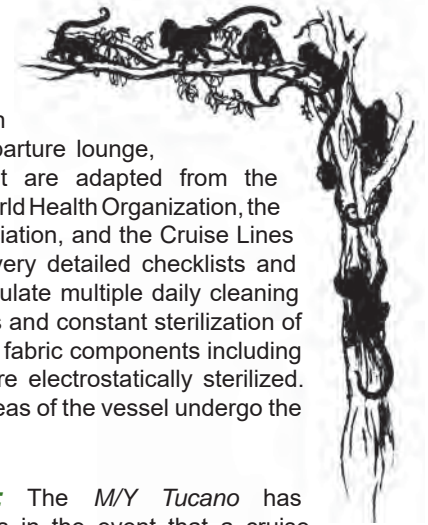 n
parture lounge,
t are adapted from the
rld Health Organization, the
iation, and the Cruise Lines
very detailed checklists and
ulate multiple daily cleaning
s and constant sterilization of
fabric components including
re electrostatically sterilized.
eas of the vessel undergo the
: The M/Y Tucano has
s in the event that a cruise